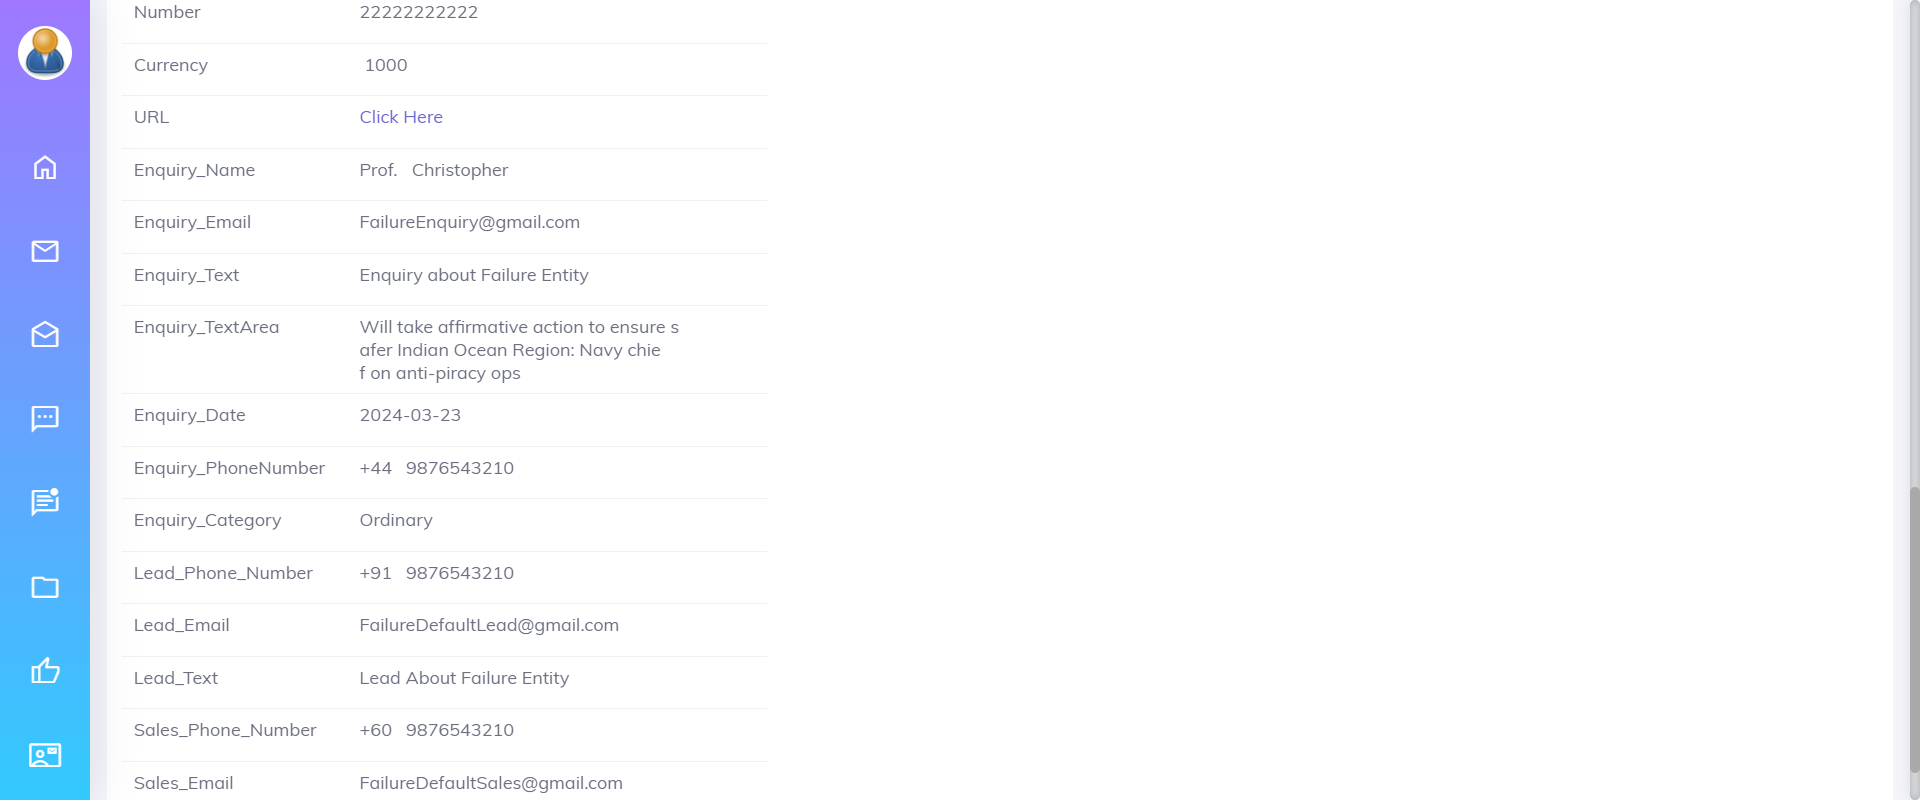 Number 22222222222
Currency 1000
URL Click Here
Enquiry_Name Prof. Christopher
Enquiry_Email FailureEnquiry@gmail.com
Enquiry_Text Enquiry about Failure Entity
Enquiry_TextArea Will take affirmative action to ensure s
afer Indian Ocean Region: Navy chie
f on anti-piracy ops
Enquiry_Date 2024-03-23
Enquiry_PhoneNumber +44 9876543210
Enquiry_Category Ordinary
Lead_Phone_Number +91 9876543210
Lead_Email FailureDefaultLead@gmail.com
Lead_Text Lead About Failure Entity
Sales_Phone_Number +60 9876543210
Sales_Email FailureDefaultSales@gmail.com